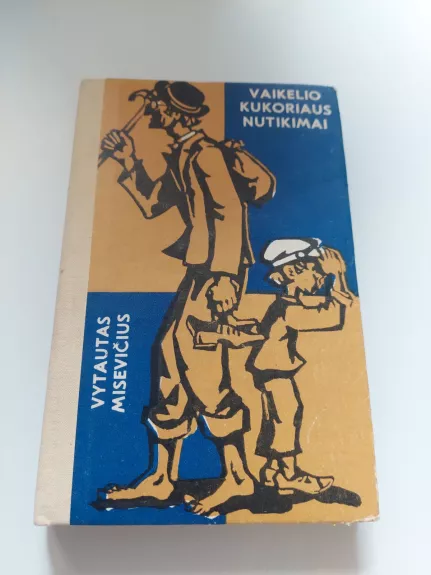 VAIKELIO
KUKORIAUS
NUTIKIMAI
VYTAUTAS
MISEVIČIUS